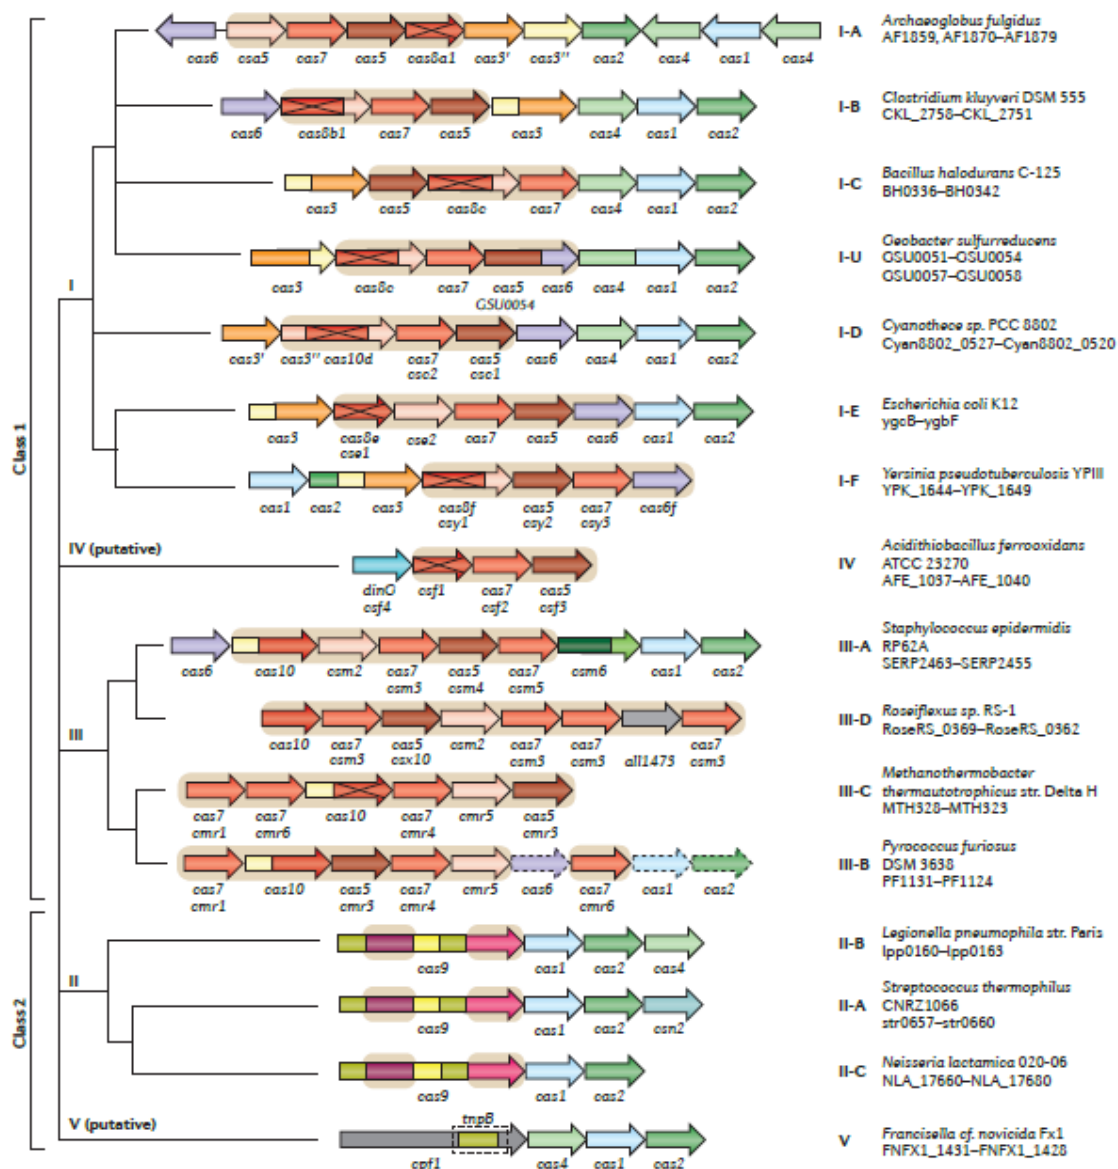 Class 1
I
cas6 csa5 cas7 cas5 cas8a1 cas3' cas3'' cas2 cas4 cas1 cas4
I-A
Archaeoglobus fulgidus
AF1859, AF1870–AF1879
cas6 cas8b1 cas7 cas5 cas3 cas4 cas1 cas2
I-B
Clostridium kluyveri DSM 555
CKL_2758–CKL_2751
cas3 cas5 cas8c cas7 cas4 cas1 cas2
I-C
Bacillus halodurans C-125
BH0336–BH0342
cas3 cas8c cas7 cas5 cas6 cas4 cas1 cas2
GSU0054
I-U
Geobacter sulfurreducens
GSU0051–GSU0054
GSU0057–GSU0058
cas3' cas3'' cas10d cas7 cas5 cas6 cas4 cas1 cas2
csc2 csc1
I-D
Cyanothece sp. PCC 8802
Cyan8802_0527–Cyan8802_0520
cas3 cas8e cse2 cas7 cas5 cas6 cas1 cas2
cse1
I-E
Escherichia coli K12
ygcB–ygbF
cas1 cas2 cas3 cas8f cas5 cas7 cas6f
csy1 csy2 csy3
I-F
Yersinia pseudotuberculosis YPIII
YPK_1644–YPK_1649
IV (putative)
dinG csf1 cas7 cas5
csf4 csf2 csf3
IV
Acidithiobacillus ferrooxidans
ATCC 23270
AFE_1037–AFE_1040
III
cas6 cas10 csm2 cas7 cas5 cas7 csm6 cas1 cas2
csm3 csm4 csm5
III-A
Staphylococcus epidermidis
RP62A
SERP2463–SERP2455
cas10 cas7 cas5 csm2 cas7 cas7 all1473 cas7
csm3 csx10 csm3 csm3 csm3
III-D
Roseiflexus sp. RS-1
RoseRS_0369–RoseRS_0362
cas7 cas7 cas10 cas7 cmr5 cas5
cmr1 cmr6 cmr4 cmr3
III-C
Methanothermobacter
thermautotrophicus str. Delta H
MTH328–MTH323
cas7 cas10 cas5 cas7 cmr5 cas6 cas7 cas1 cas2
cmr1 cmr3 cmr4 cmr6
III-B
Pyrococcus furiosus
DSM 3638
PF1131–PF1124
Class 2
II
cas9 cas1 cas2 cas4
II-B
Legionella pneumophila str. Paris
lpp0160–lpp0163
cas9 cas1 cas2 csn2
II-A
Streptococcus thermophilus
CNRZ1066
str0657–str0660
cas9 cas1 cas2
II-C
Neisseria lactamica 020-06
NLA_17660–NLA_17680
V (putative)
tnpB
cpf1 cas4 cas1 cas2
V
Francisella cf. novicida Fx1
FNFX1_1431–FNFX1_1428